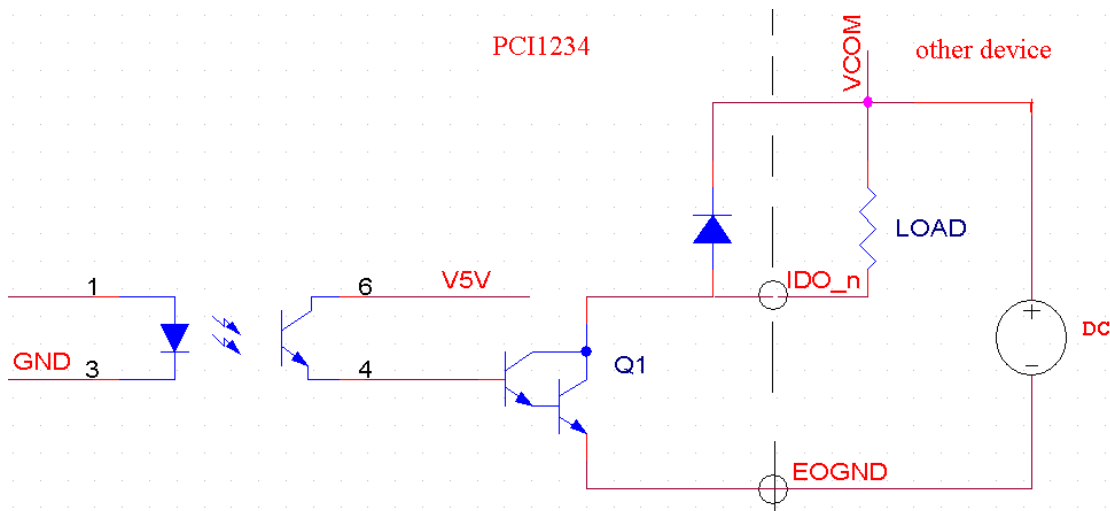 PCI1234
VCOM
other device
LOAD
1
6
V5V
IDO_n
GND
3
4
Q1
+
DC
−
EOGND